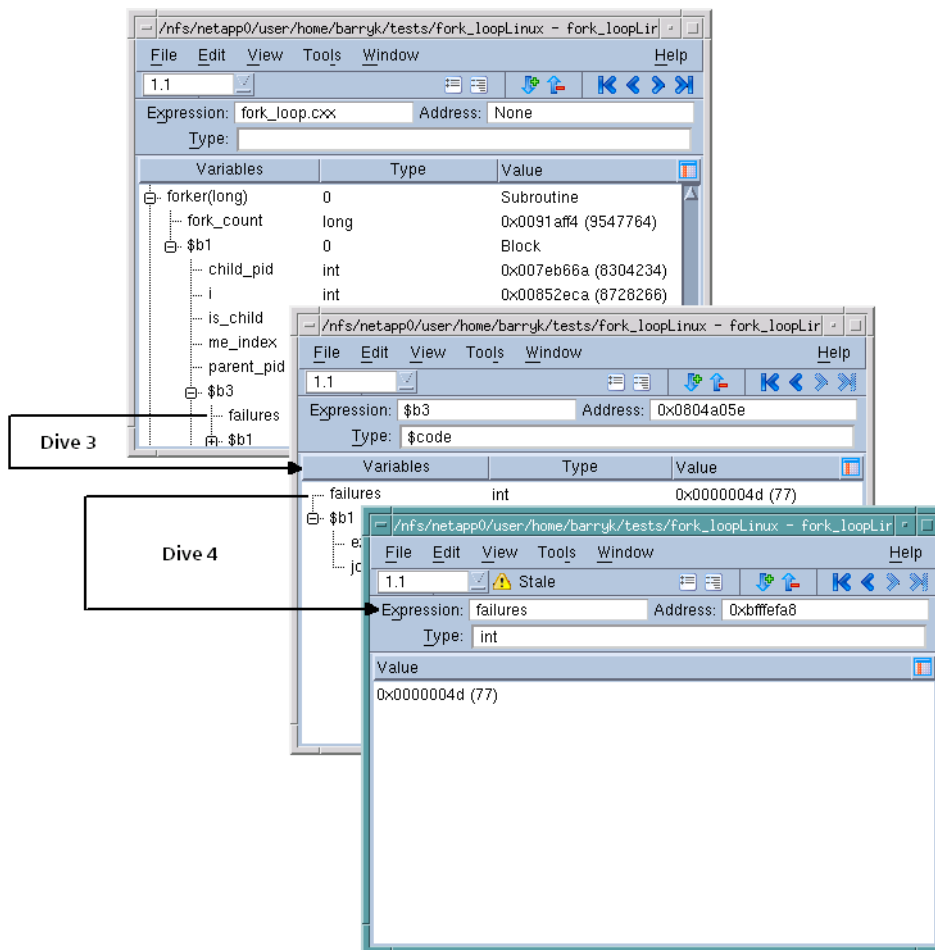 /nfs/netapp0/user/home/barryk/tests/fork_loopLinux - fork_loopLir
File Edit View Tools Window Help
1.1
Expression: fork_loop.cxx Address: None
Type:
Variables Type Value
forker(long) 0 Subroutine
fork_count long 0x0091aff4 (9547764)
$b1 0 Block
child_pid int 0x007eb66a (8304234)
i int 0x00852eca (8728266)
is_child
me_index
parent_pid
$b3
failures
$b1
Dive 3
/nfs/netapp0/user/home/barryk/tests/fork_loopLinux - fork_loopLir
File Edit View Tools Window Help
1.1
Expression: $b3 Address: 0x0804a05e
Type: $code
Variables Type Value
failures int 0x0000004d (77)
$b1
Dive 4
/nfs/netapp0/user/home/barryk/tests/fork_loopLinux - fork_loopLir
File Edit View Tools Window Help
1.1 Stale
Expression: failures Address: 0xbfffefa8
Type: int
Value
0x0000004d (77)